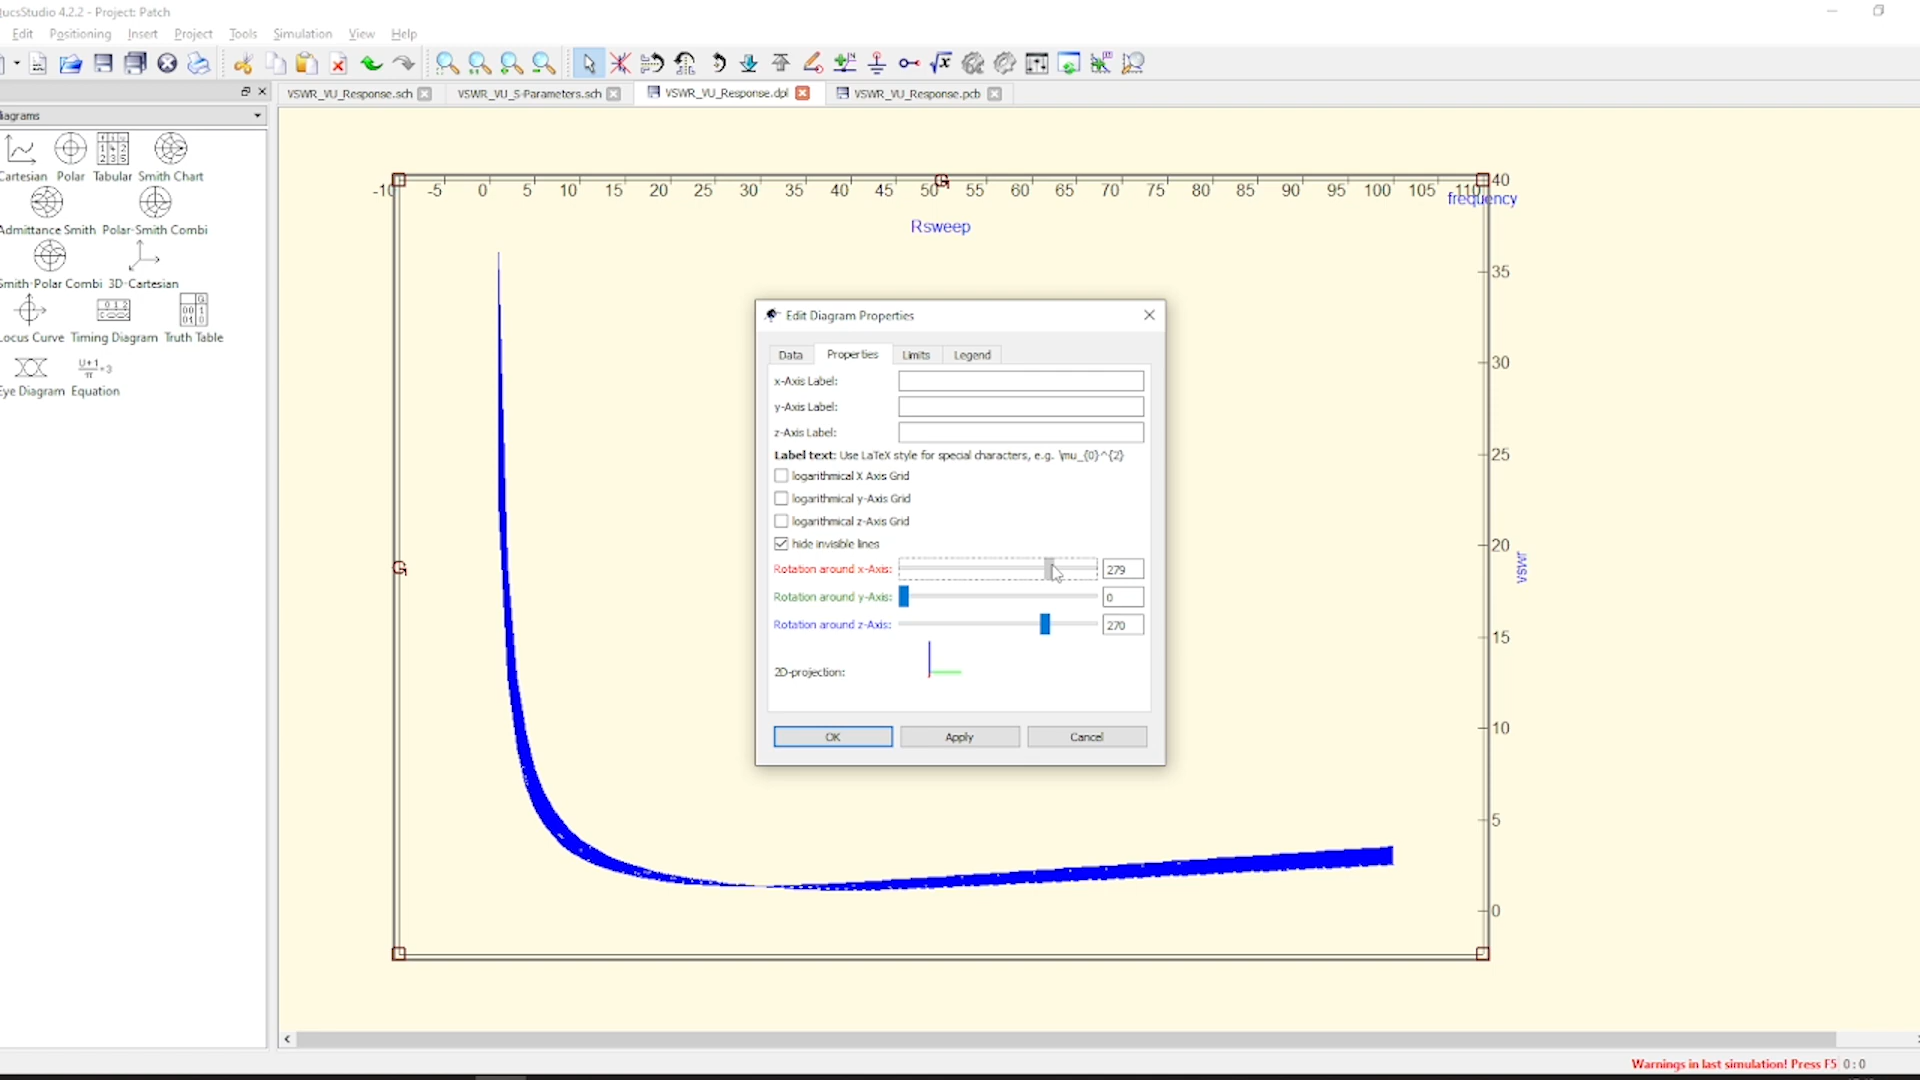 QucsStudio 4.2.2 - Project: Patch
Edit Positioning Insert Project Tools Simulation View Help
VSWR_VU_Response.sch VSWR_VU_S-Parameters.sch VSWR_VU_Response.dpl VSWR_VU_Response.pcb
agrams
Cartesian Polar Tabular Smith Chart
Admittance Smith Polar-Smith Combi
Smith-Polar Combi 3D-Cartesian
Locus Curve Timing Diagram Truth Table
Eye Diagram Equation
-10 -5 0 5 10 15 20 25 30 35 40 45 50 55 60 65 70 75 80 85 90 95 100 105 110
frequency
Rsweep
40
35
30
25
20
15
10
5
0
vswr
Edit Diagram Properties
Data Properties Limits Legend
x-Axis Label:
y-Axis Label:
z-Axis Label:
Label text: Use LaTeX style for special characters, e.g. \mu_{0}^{2}
logarithmical X Axis Grid
logarithmical y-Axis Grid
logarithmical z-Axis Grid
hide invisible lines
Rotation around x-Axis: 279
Rotation around y-Axis: 0
Rotation around z-Axis: 270
2D-projection:
OK Apply Cancel
Warnings in last simulation! Press F5 0 : 0